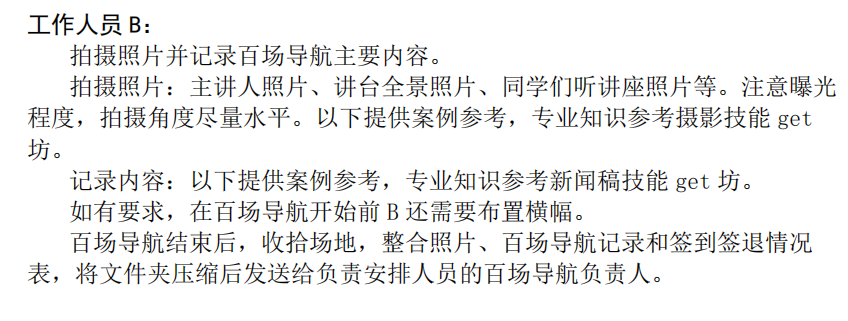 工作人员 B：
拍摄照片并记录百场导航主要内容。
拍摄照片：主讲人照片、讲台全景照片、同学们听讲座照片等。注意曝光
程度，拍摄角度尽量水平。以下提供案例参考，专业知识参考摄影技能 get
坊。
记录内容：以下提供案例参考，专业知识参考新闻稿技能 get 坊。
如有要求，在百场导航开始前 B 还需要布置横幅。
百场导航结束后，收拾场地，整合照片、百场导航记录和签到签退情况
表，将文件夹压缩后发送给负责安排人员的百场导航负责人。